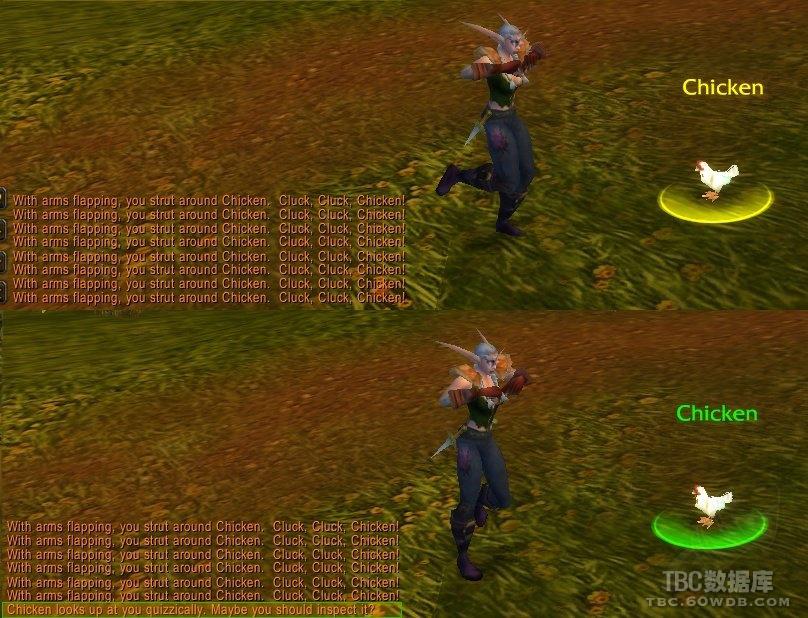 Chicken
With arms flapping, you strut around Chicken. Cluck, Cluck, Chicken!
With arms flapping, you strut around Chicken. Cluck, Cluck, Chicken!
With arms flapping, you strut around Chicken. Cluck, Cluck, Chicken!
With arms flapping, you strut around Chicken. Cluck, Cluck, Chicken!
With arms flapping, you strut around Chicken. Cluck, Cluck, Chicken!
With arms flapping, you strut around Chicken. Cluck, Cluck, Chicken!
With arms flapping, you strut around Chicken. Cluck, Cluck, Chicken!
With arms flapping, you strut around Chicken. Cluck, Cluck, Chicken!
Chicken
With arms flapping, you strut around Chicken. Cluck, Cluck, Chicken!
With arms flapping, you strut around Chicken. Cluck, Cluck, Chicken!
With arms flapping, you strut around Chicken. Cluck, Cluck, Chicken!
With arms flapping, you strut around Chicken. Cluck, Cluck, Chicken!
With arms flapping, you strut around Chicken. Cluck, Cluck, Chicken!
With arms flapping, you strut around Chicken. Cluck, Cluck, Chicken!
Chicken looks up at you quizzically. Maybe you should inspect it?
TBC数据库
TBC.60WDB.COM